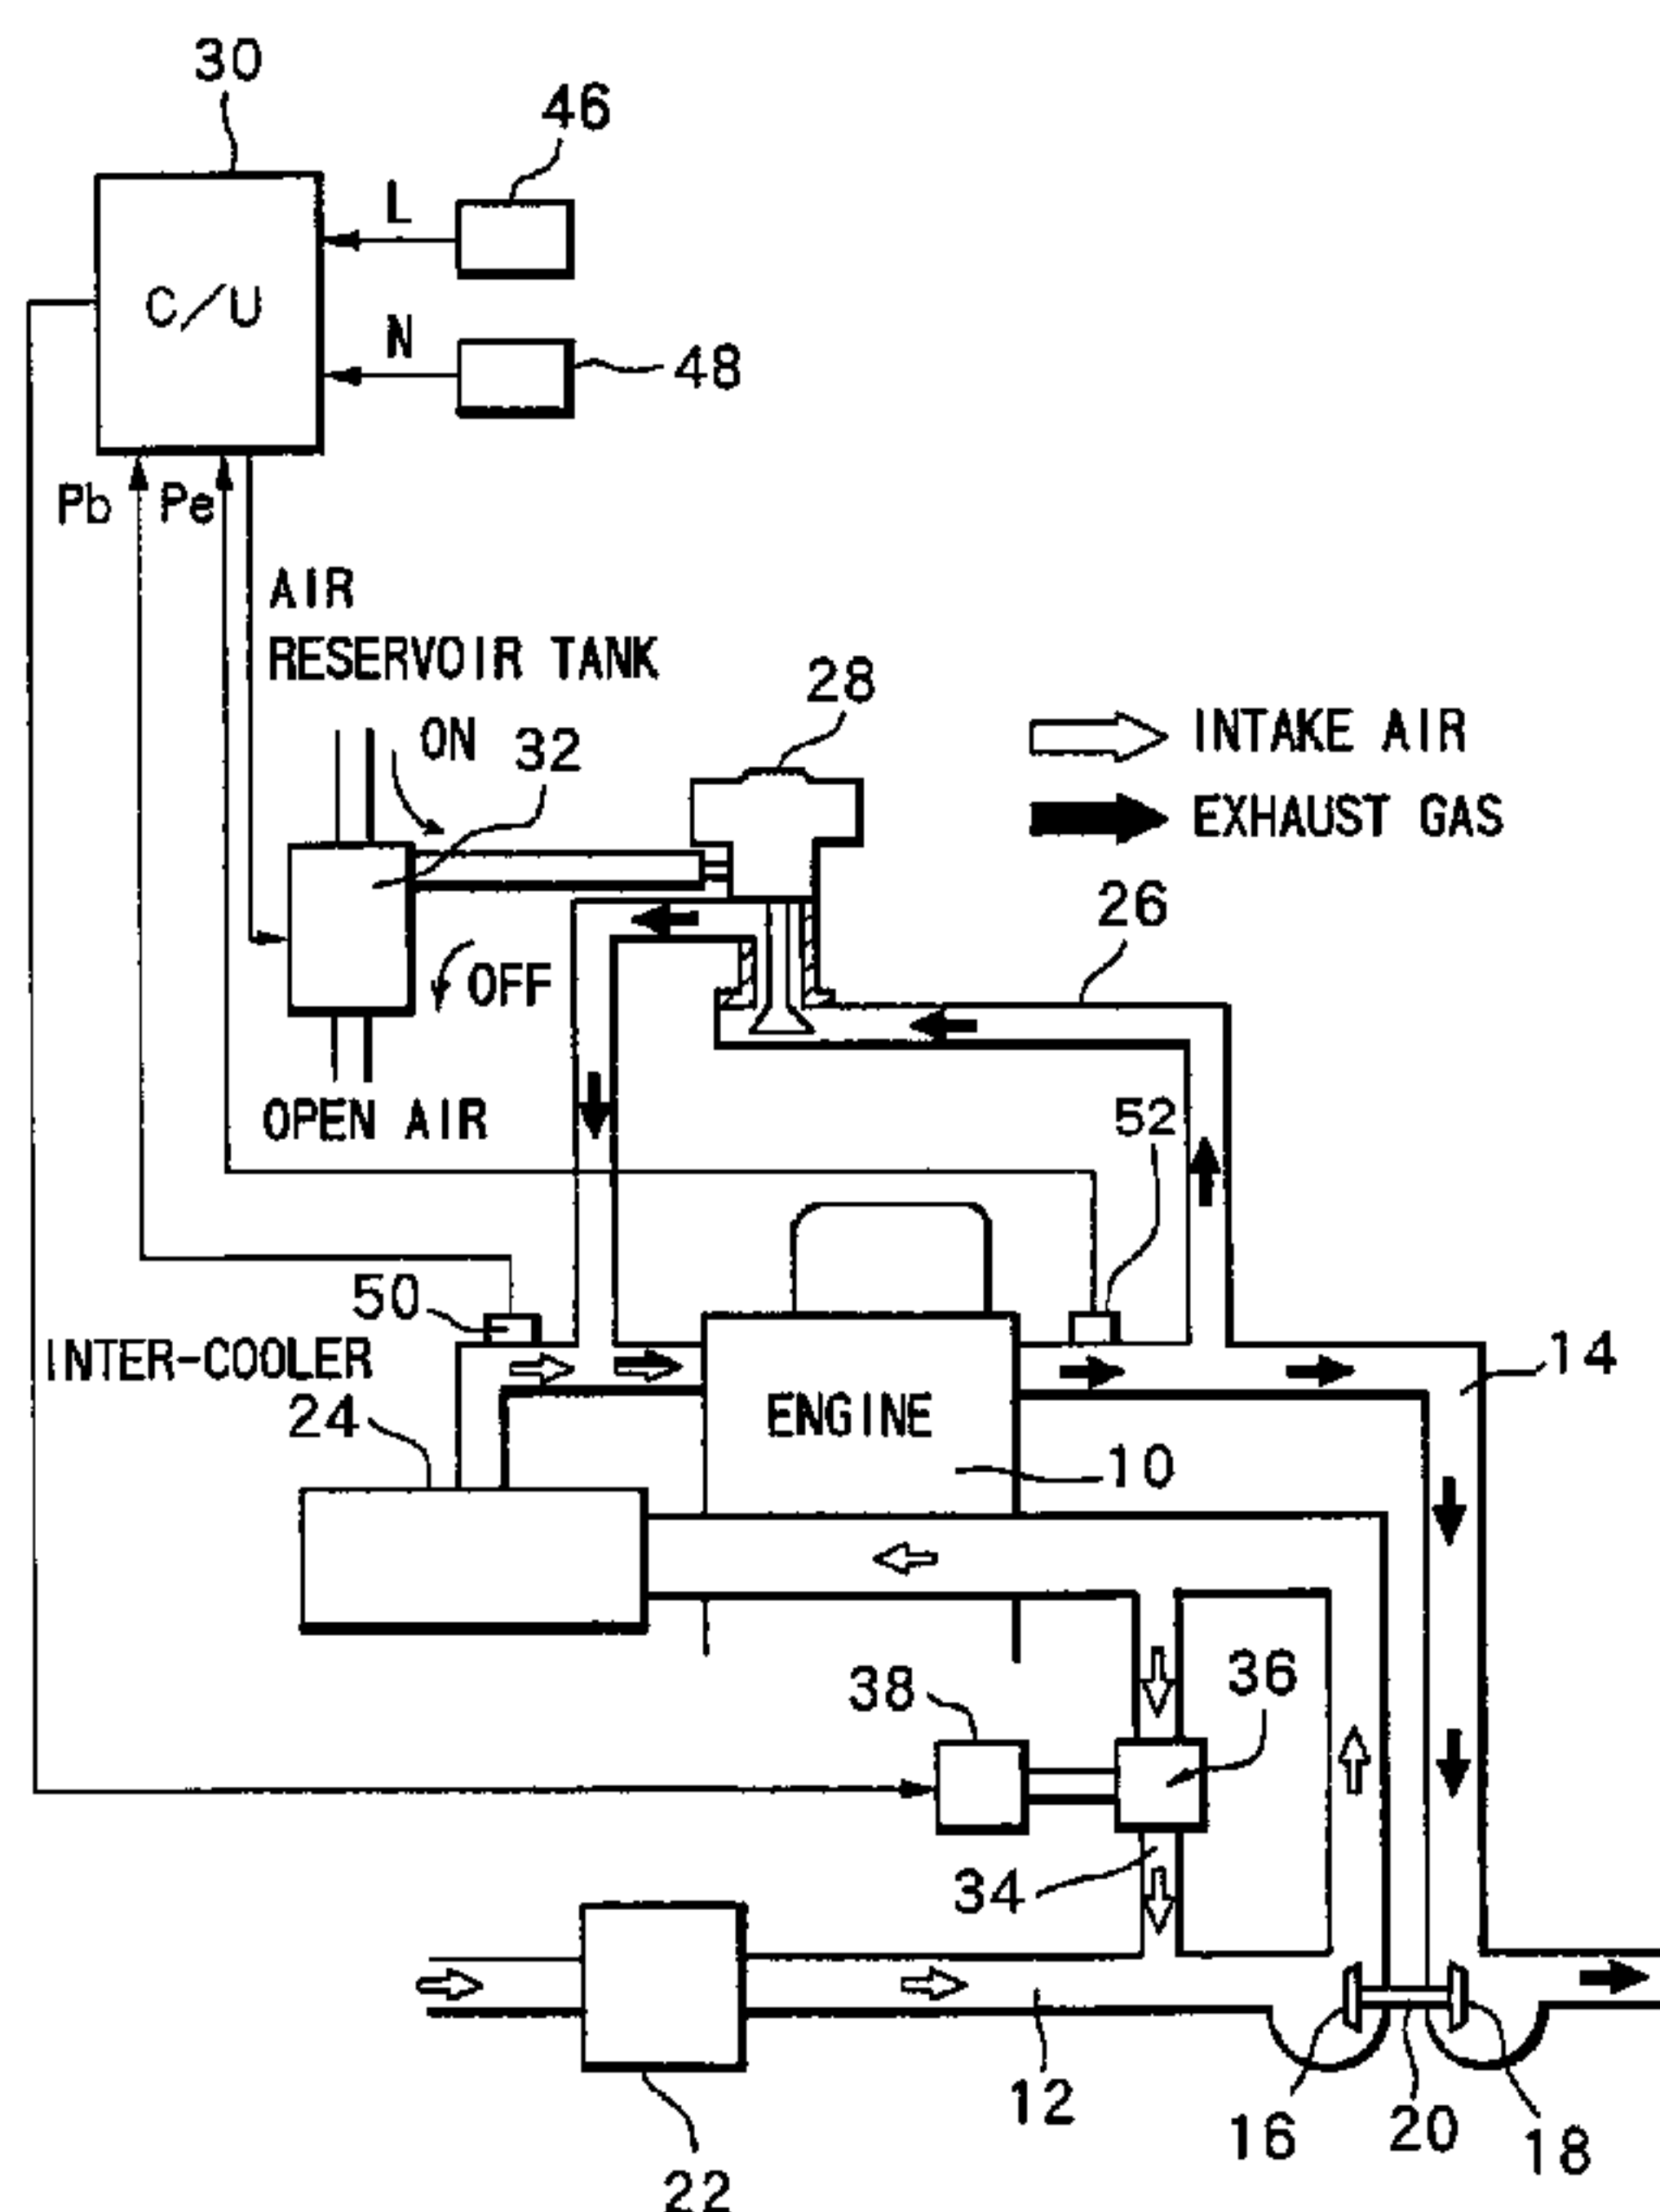 30
46
L
C/U
N
48
Pb
Pe
AIR
RESERVOIR TANK
28
ON
32
INTAKE AIR
EXHAUST GAS
26
OFF
OPEN AIR
52
50
INTER-COOLER
14
24
ENGINE
10
36
38
34
12
16
20
18
22